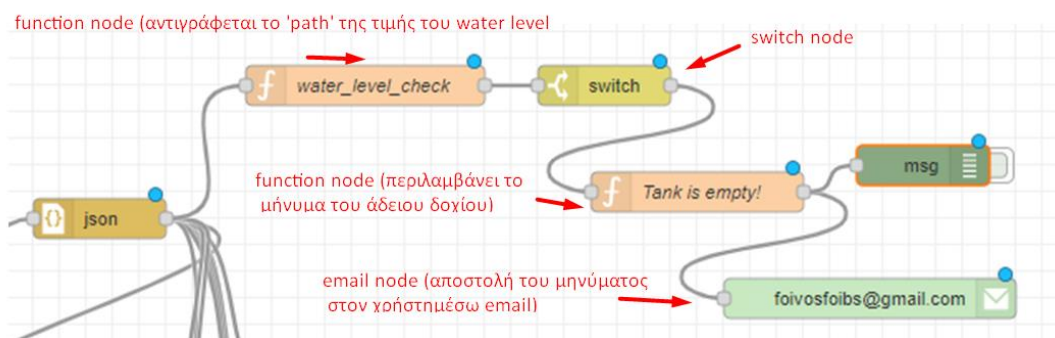 function node (αντιγράφεται το 'path' της τιμής του water level
switch node
water_level_check
switch
function node (περιλαμβάνει το
μήνυμα του άδειου δοχίου)
msg
Tank is empty!
json
email node (αποστολή του μηνύματος
στον χρήστημέσω email)
foivosfoibs@gmail.com